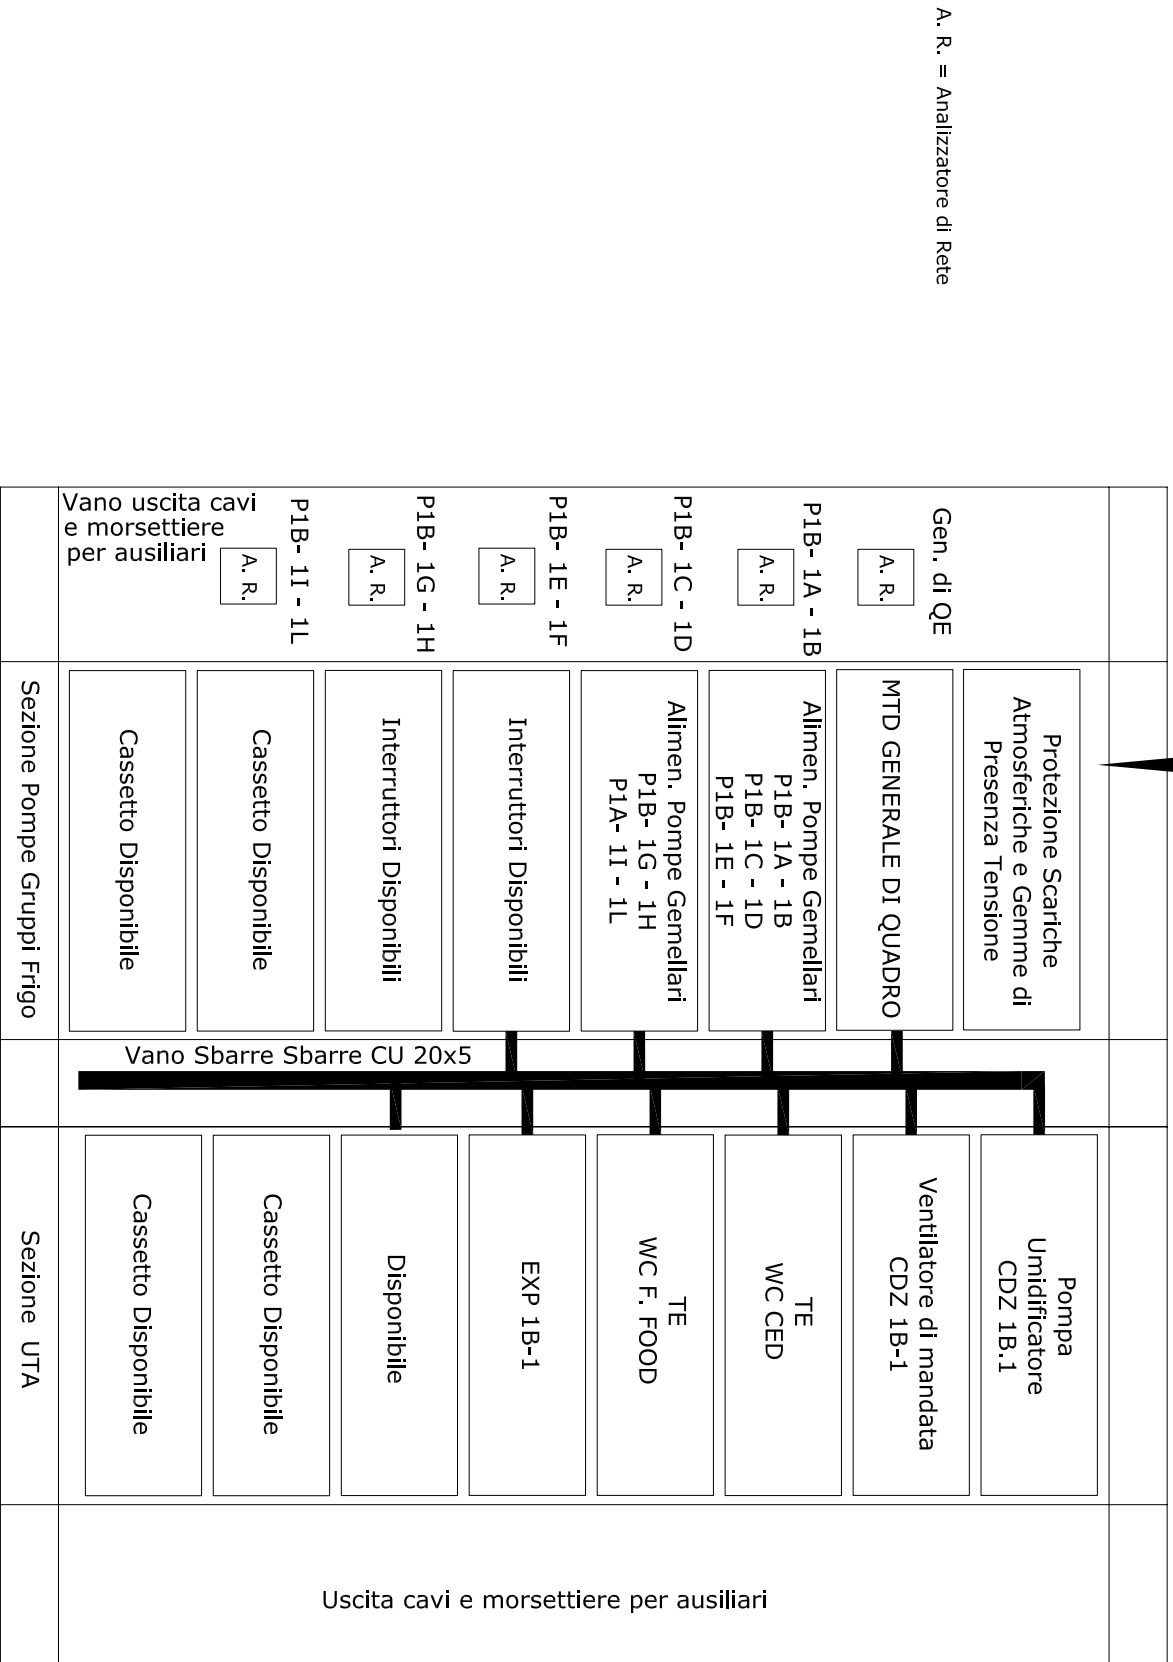 A. R. = Analizzatore di Rete
Gen. di QE
A. R.
P1B- 1A - 1B
A. R.
P1B- 1C - 1D
A. R.
P1B- 1E - 1F
A. R.
P1B- 1G - 1H
A. R.
P1B- 1I - 1L
A. R.
Vano uscita cavi
e morsettiere
per ausiliari
Protezione Scariche
Atmosferiche e Gemme di
Presenza Tensione
MTD GENERALE DI QUADRO
Alimen. Pompe Gemellari
P1B- 1A - 1B
P1B- 1C - 1D
P1B- 1E - 1F
Alimen. Pompe Gemellari
P1B- 1G - 1H
P1A- 1I - 1L
Interruttori Disponibili
Interruttori Disponibili
Cassetto Disponibile
Cassetto Disponibile
Sezione Pompe Gruppi Frigo
Vano Sbarre Sbarre CU 20x5
Pompa
Umidificatore
CDZ 1B.1
Ventilatore di mandata
CDZ 1B-1
TE
WC CED
TE
WC F. FOOD
EXP 1B-1
Disponibile
Cassetto Disponibile
Cassetto Disponibile
Sezione UTA
Uscita cavi e morsettiere per ausiliari